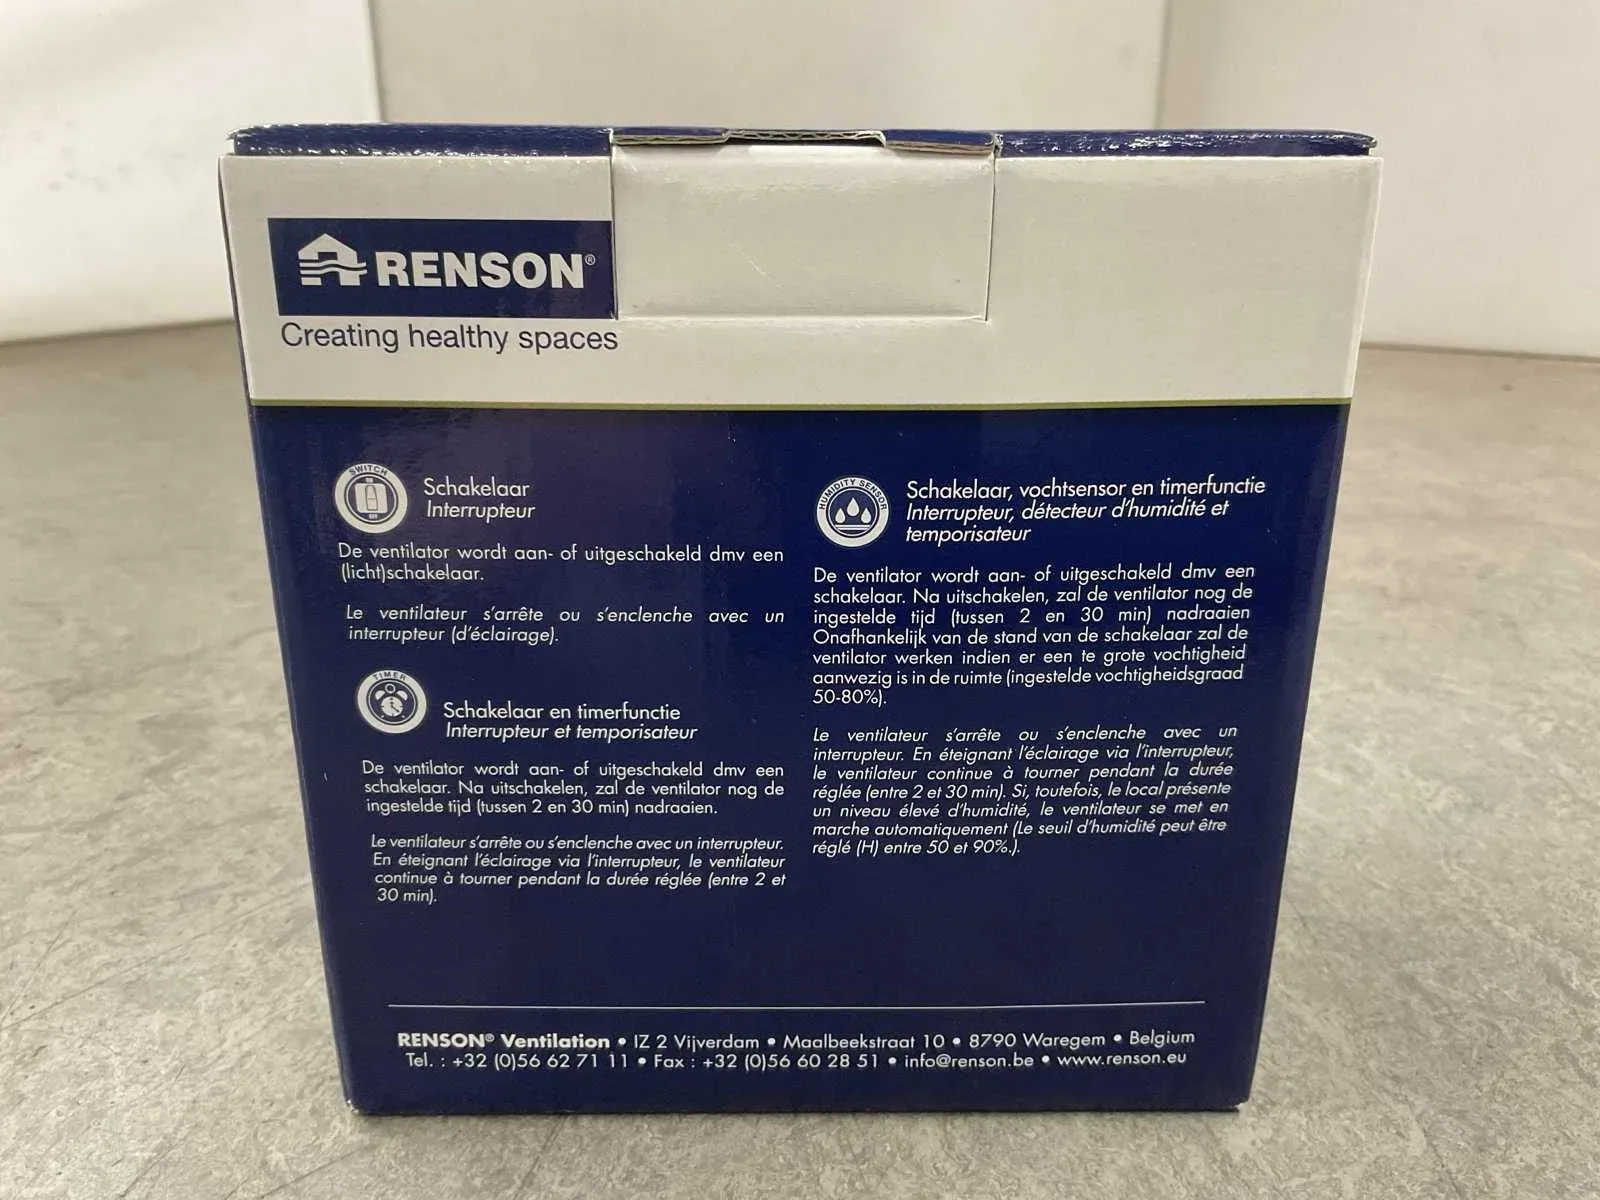 RENSON®
Creating healthy spaces
SWITCH
ON
OFF
Schakelaar
Interrupteur
De ventilator wordt aan- of uitgeschakeld dmv een
(licht)schakelaar.
Le ventilateur s'arrête ou s'enclenche avec un
interrupteur (d'éclairage).
TIMER
Schakelaar en timerfunctie
Interrupteur et temporisateur
De ventilator wordt aan- of uitgeschakeld dmv een
schakelaar. Na uitschakelen, zal de ventilator nog de
ingestelde tijd (tussen 2 en 30 min) nadraaien.
Le ventilateur s'arrête ou s'enclenche avec un interrupteur.
En éteignant l'éclairage via l'interrupteur, le ventilateur
continue à tourner pendant la durée réglée (entre 2 et
30 min).
HUMIDITY SENSOR
Schakelaar, vochtsensor en timerfunctie
Interrupteur, détecteur d'humidité et
temporisateur
De ventilator wordt aan- of uitgeschakeld dmv een
schakelaar. Na uitschakelen, zal de ventilator nog de
ingestelde tijd (tussen 2 en 30 min) nadraaien
Onafhankelijk van de stand van de schakelaar zal de
ventilator werken indien er een te grote vochtigheid
aanwezig is in de ruimte (ingestelde vochtigheidsgraad
50-80%).
Le ventilateur s'arrête ou s'enclenche avec un
interrupteur. En éteignant l'éclairage via l'interrupteur,
le ventilateur continue à tourner pendant la durée
réglée (entre 2 et 30 min). Si, toutefois, le local présente
un niveau élevé d'humidité, le ventilateur se met en
marche automatiquement (Le seuil d'humidité peut être
réglé (H) entre 50 et 90%.).
RENSON® Ventilation • IZ 2 Vijverdam • Maalbeekstraat 10 • 8790 Waregem • Belgium
Tel. : +32 (0)56 62 71 11 • Fax : +32 (0)56 60 28 51 • info@renson.be • www.renson.eu